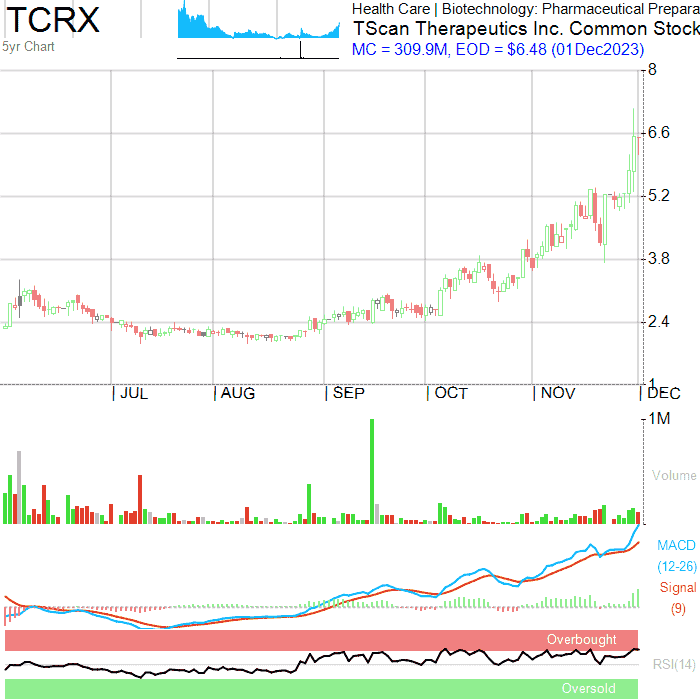 TCRX
5yr Chart
Health Care | Biotechnology: Pharmaceutical Prepara
TScan Therapeutics Inc. Common Stock
MC = 309.9M, EOD = $6.48 (01Dec2023)
8
6.6
5.2
3.8
2.4
1
JUL AUG SEP OCT NOV DEC
1M
Volume
MACD
(12-26)
Signal
(9)
Overbought
RSI(14)
Oversold